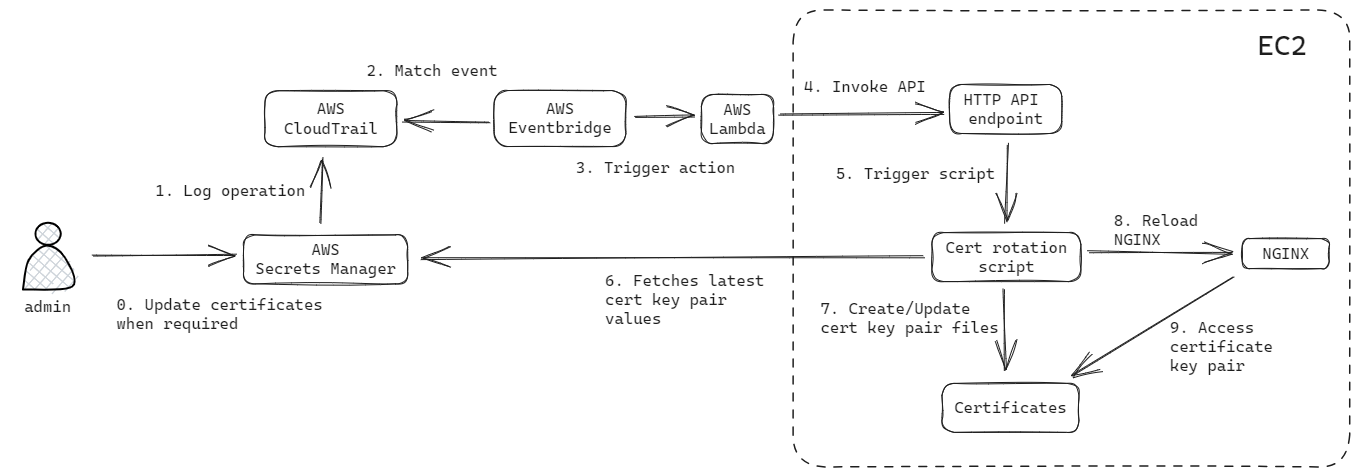 EC2
2. Match event
4. Invoke API
AWS
CloudTrail
AWS
Eventbridge
AWS
Lambda
HTTP API
endpoint
3. Trigger action
5. Trigger script
1. Log operation
8. Reload
NGINX
AWS
Secrets Manager
Cert rotation
script
NGINX
admin
0. Update certificates
when required
6. Fetches latest
cert key pair
values
7. Create/Update
cert key pair files
9. Access
certificate
key pair
Certificates